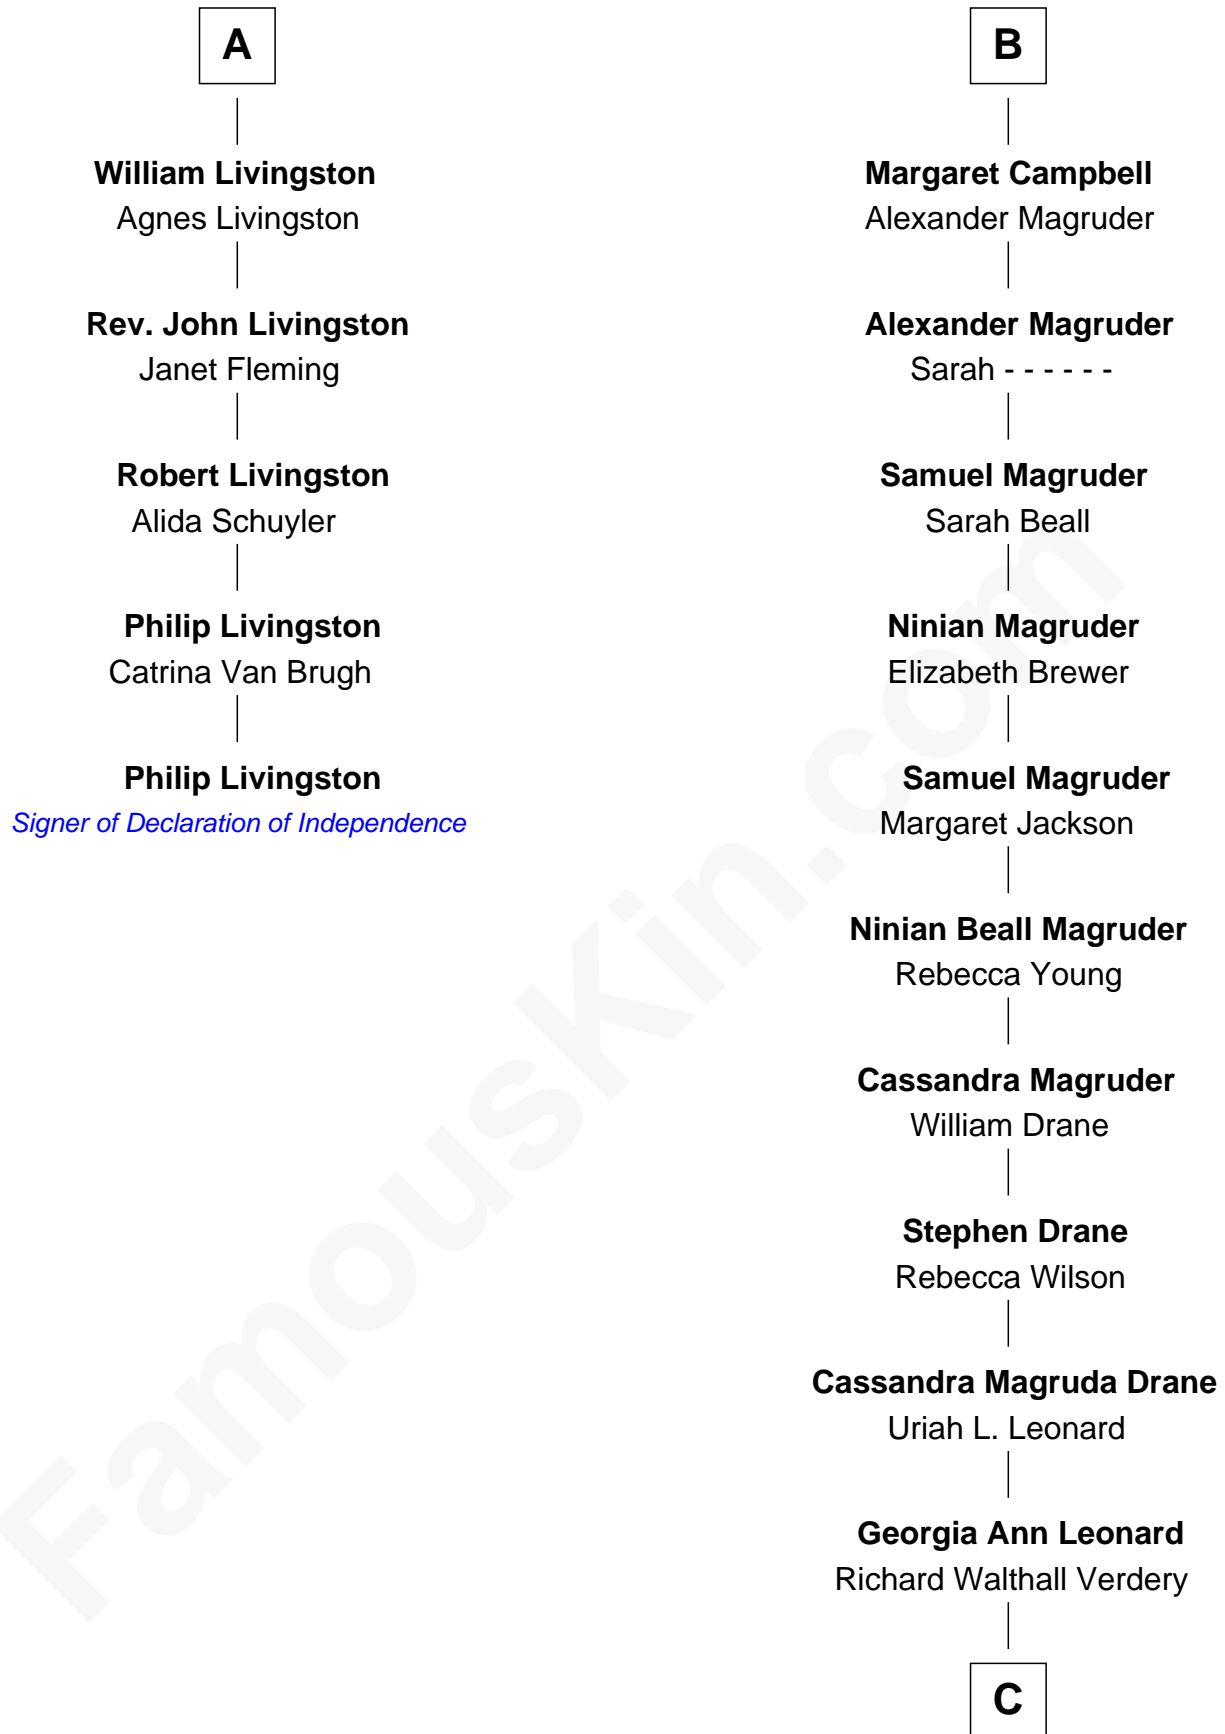 A
William Livingston
Agnes Livingston
Rev. John Livingston
Janet Fleming
Robert Livingston
Alida Schuyler
Philip Livingston
Catrina Van Brugh
Philip Livingston
Signer of Declaration of Independence
B
Margaret Campbell
Alexander Magruder
Alexander Magruder
Sarah - - - - - -
Samuel Magruder
Sarah Beall
Ninian Magruder
Elizabeth Brewer
Samuel Magruder
Margaret Jackson
Ninian Beall Magruder
Rebecca Young
Cassandra Magruder
William Drane
Stephen Drane
Rebecca Wilson
Cassandra Magruda Drane
Uriah L. Leonard
Georgia Ann Leonard
Richard Walthall Verdery
C
FamousKin.com